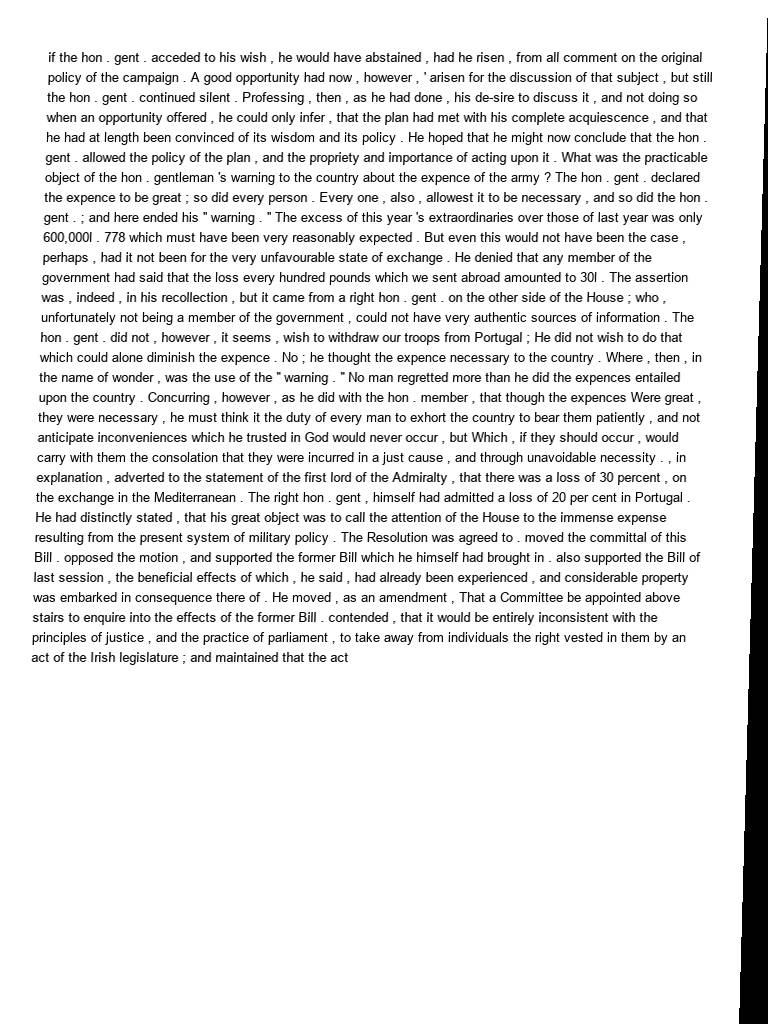 if the hon . gent . acceded to his wish , he would have abstained , had he risen , from all comment on the original
policy of the campaign . A good opportunity had now , however , ' arisen for the discussion of that subject , but still
the hon . gent . continued silent . Professing , then , as he had done , his de-sire to discuss it , and not doing so
when an opportunity offered , he could only infer , that the plan had met with his complete acquiescence , and that
he had at length been convinced of its wisdom and its policy . He hoped that he might now conclude that the hon .
gent . allowed the policy of the plan , and the propriety and importance of acting upon it . What was the practicable
object of the hon . gentleman 's warning to the country about the expence of the army ? The hon . gent . declared
the expence to be great ; so did every person . Every one , also , allowest it to be necessary , and so did the hon .
gent . ; and here ended his " warning . " The excess of this year 's extraordinaries over those of last year was only
600,000l . 778 which must have been very reasonably expected . But even this would not have been the case ,
perhaps , had it not been for the very unfavourable state of exchange . He denied that any member of the
government had said that the loss every hundred pounds which we sent abroad amounted to 30l . The assertion
was , indeed , in his recollection , but it came from a right hon . gent . on the other side of the House ; who ,
unfortunately not being a member of the government , could not have very authentic sources of information . The
hon . gent . did not , however , it seems , wish to withdraw our troops from Portugal ; He did not wish to do that
which could alone diminish the expence . No ; he thought the expence necessary to the country . Where , then , in
the name of wonder , was the use of the " warning . " No man regretted more than he did the expences entailed
upon the country . Concurring , however , as he did with the hon . member , that though the expences Were great ,
they were necessary , he must think it the duty of every man to exhort the country to bear them patiently , and not
anticipate inconveniences which he trusted in God would never occur , but Which , if they should occur , would
carry with them the consolation that they were incurred in a just cause , and through unavoidable necessity . , in
explanation , adverted to the statement of the first lord of the Admiralty , that there was a loss of 30 percent , on
the exchange in the Mediterranean . The right hon . gent , himself had admitted a loss of 20 per cent in Portugal .
He had distinctly stated , that his great object was to call the attention of the House to the immense expense
resulting from the present system of military policy . The Resolution was agreed to . moved the committal of this
Bill . opposed the motion , and supported the former Bill which he himself had brought in . also supported the Bill of
last session , the beneficial effects of which , he said , had already been experienced , and considerable property
was embarked in consequence there of . He moved , as an amendment , That a Committee be appointed above
stairs to enquire into the effects of the former Bill . contended , that it would be entirely inconsistent with the
principles of justice , and the practice of parliament , to take away from individuals the right vested in them by an
act of the Irish legislature ; and maintained that the act